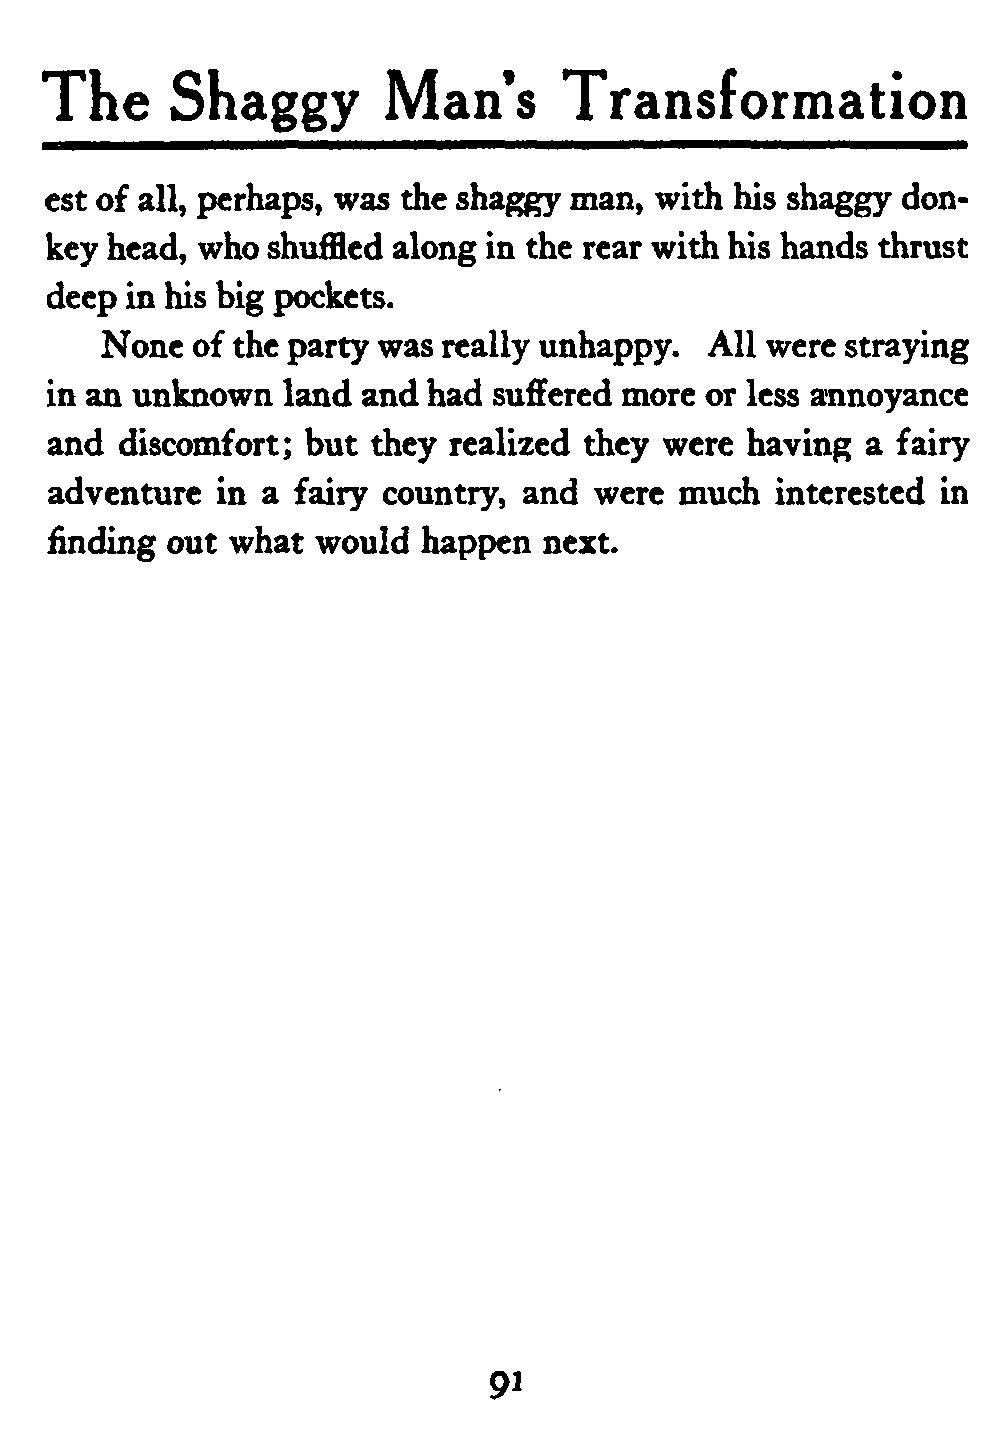 The Shaggy Man's Transformation
est of all, perhaps, was the shaggy man, with his shaggy don-
key head, who shuffled along in the rear with his hands thrust
deep in his big pockets.
None of the party was really unhappy. All were straying
in an unknown land and had suffered more or less annoyance
and discomfort; but they realized they were having a fairy
adventure in a fairy country, and were much interested in
finding out what would happen next.
91